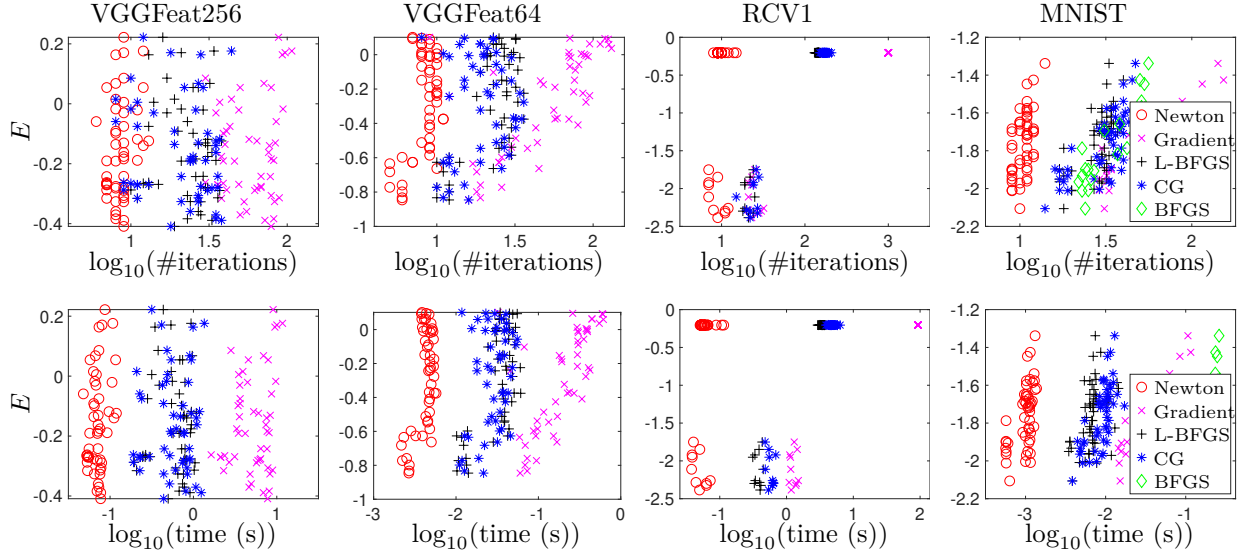 VGGFeat256 VGGFeat64 RCV1 MNIST
0.2 0.2 0 -0.2 -0.4 E 1 1.5 2 log10(#iterations)
0 -0.2 -0.4 -0.6 -0.8 -1 1 1.5 2 log10(#iterations)
0 -0.5 -1 -1.5 -2 -2.5 1 1.5 2 2.5 3 log10(#iterations)
-1.2 -1.4 -1.6 -1.8 -2 -2.2 1 1.5 2 log10(#iterations)
Newton
Gradient
L-BFGS
CG
BFGS
0.2 0 -0.2 -0.4 E -1 0 1 log10(time (s))
0 -0.2 -0.4 -0.6 -0.8 -1 -3 -2 -1 0 log10(time (s))
0 -0.5 -1 -1.5 -2 -2.5 -1 0 1 2 log10(time (s))
-1.2 -1.4 -1.6 -1.8 -2 -2.2 -3 -2 -1 log10(time (s))
Newton
Gradient
L-BFGS
CG
BFGS